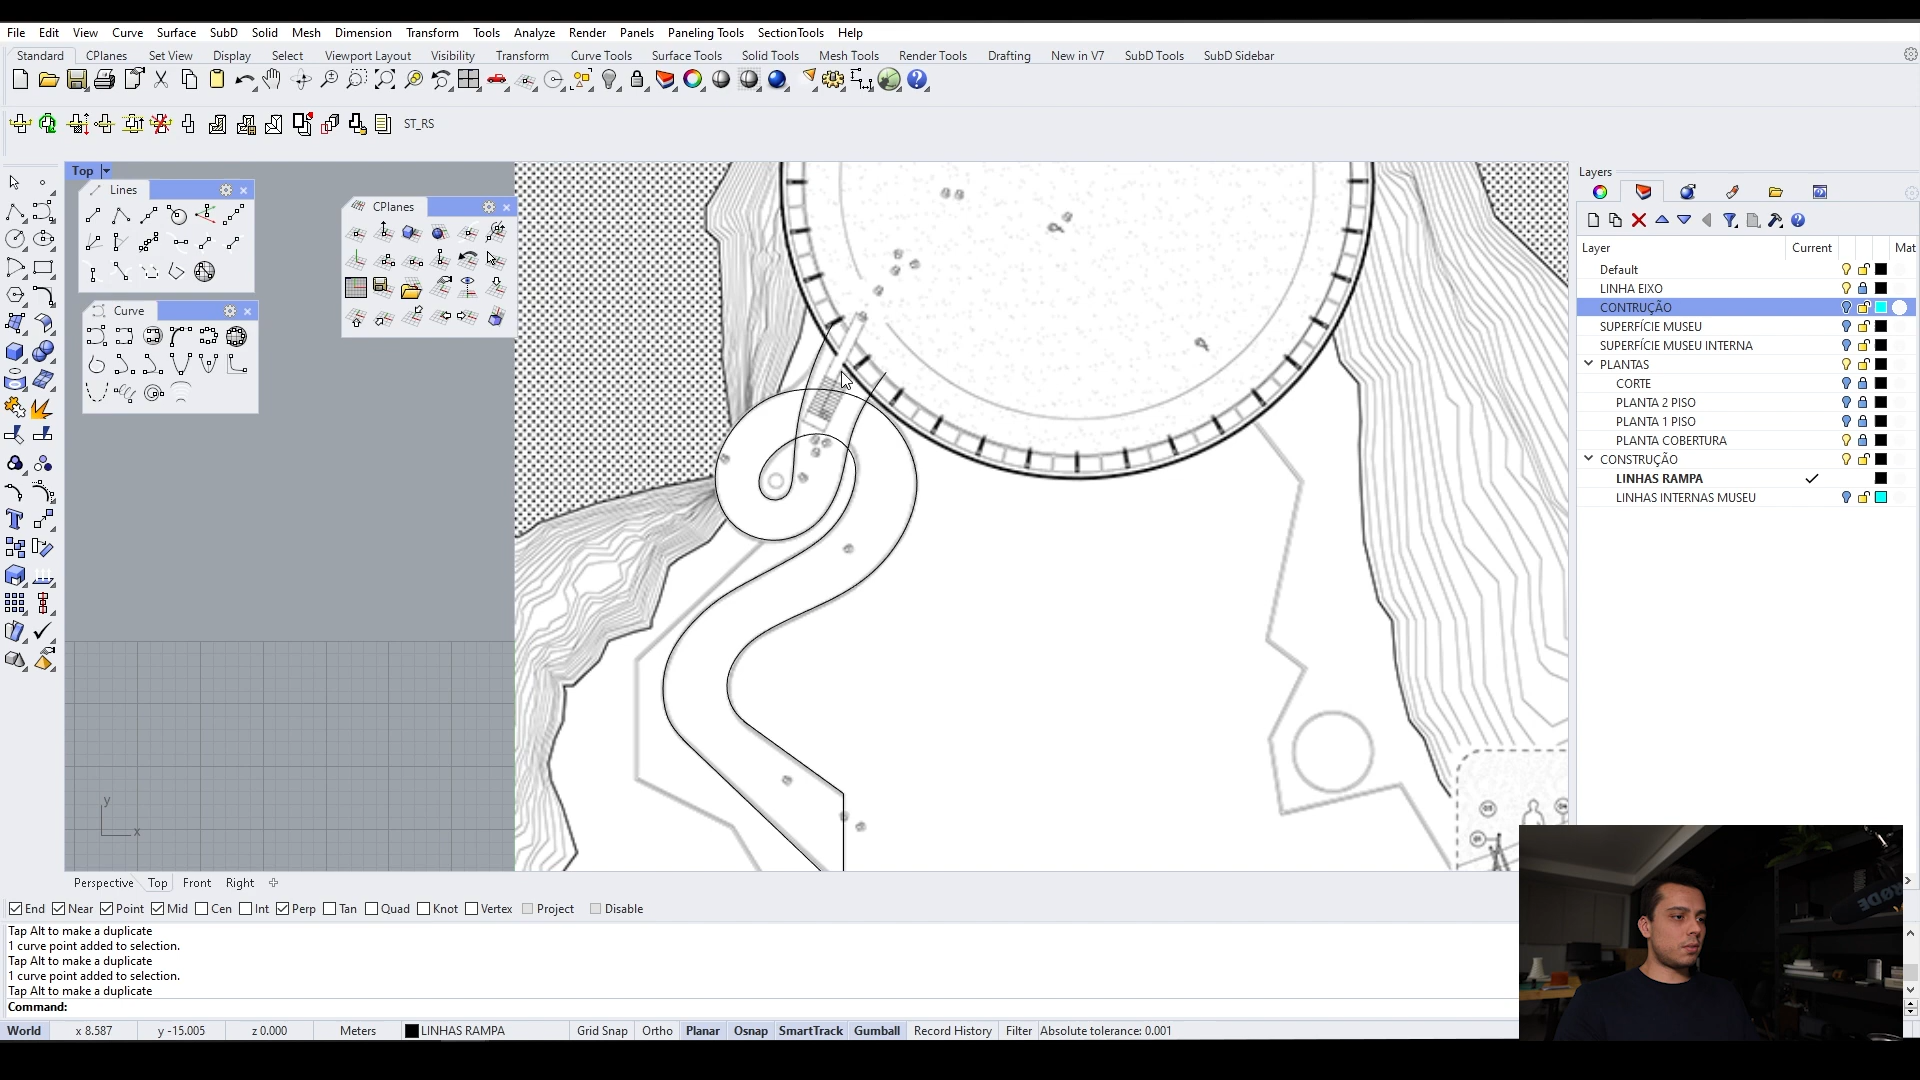 File Edit View Curve Surface SubD Solid Mesh Dimension Transform Tools Analyze Render Panels Paneling Tools SectionTools Help
Standard CPlanes Set View Display Select Viewport Layout Visibility Transform Curve Tools Surface Tools Solid Tools Mesh Tools Render Tools Drafting New in V7 SubD Tools SubD Sidebar
ST_RS
Top
Lines
CPlanes
Curve
y
x
Layers
Layer Current Mat
Default
LINHA EIXO
CONTRUÇÃO
SUPERFÍCIE MUSEU
SUPERFÍCIE MUSEU INTERNA
PLANTAS
CORTE
PLANTA 2 PISO
PLANTA 1 PISO
PLANTA COBERTURA
CONSTRUÇÃO
LINHAS RAMPA
LINHAS INTERNAS MUSEU
Perspective Top Front Right
End Near Point Mid Cen Int Perp Tan Quad Knot Vertex Project Disable
Tap Alt to make a duplicate
1 curve point added to selection.
Tap Alt to make a duplicate
1 curve point added to selection.
Tap Alt to make a duplicate
Command:
World x 8.587 y -15.005 z 0.000 Meters LINHAS RAMPA Grid Snap Ortho Planar Osnap SmartTrack Gumball Record History Filter Absolute tolerance: 0.001
RØDE